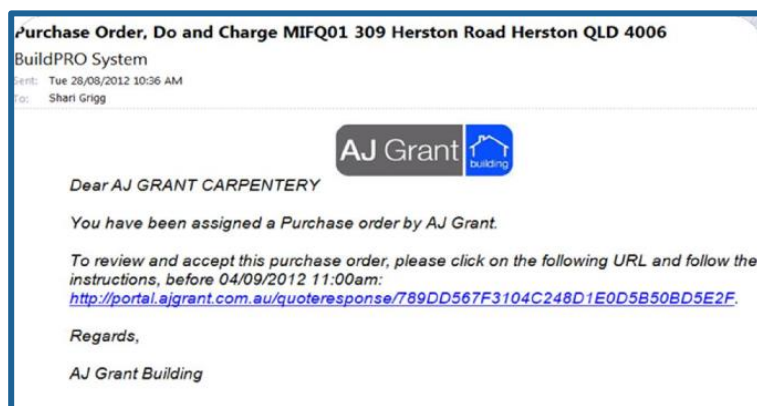 Purchase Order, Do and Charge MIFQ01 309 Herston Road Herston QLD 4006
BuildPRO System
Sent: Tue 28/08/2012 10:36 AM
To: Shari Grigg
AJ Grant
building
Dear AJ GRANT CARPENTERY
You have been assigned a Purchase order by AJ Grant.
To review and accept this purchase order, please click on the following URL and follow the
instructions, before 04/09/2012 11:00am:
http://portal.ajgrant.com.au/quoteresponse/789DD567F3104C248D1E0D5B50BD5E2F.
Regards,
AJ Grant Building